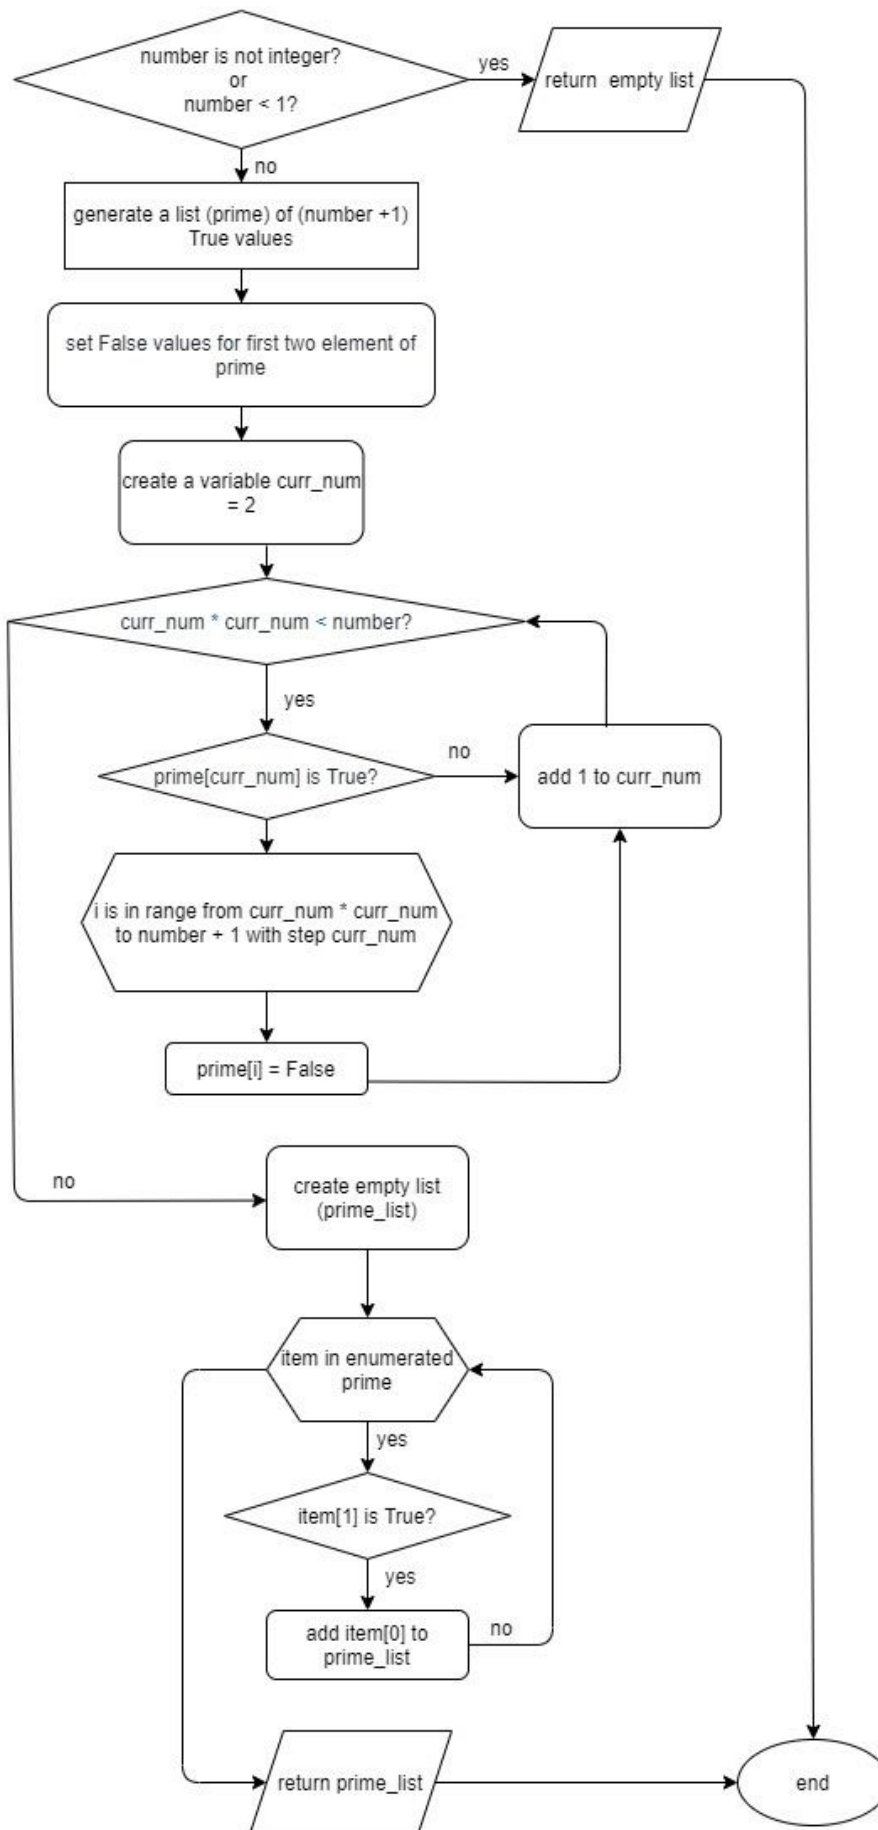 number is not integer?
or
number < 1?
yes
return  empty list
no
generate a list (prime) of (number +1)
True values
set False values for first two element of
prime
create a variable curr_num
= 2
curr_num * curr_num < number?
yes
prime[curr_num] is True?
no
add 1 to curr_num
i is in range from curr_num * curr_num
to number + 1 with step curr_num
prime[i] = False
no
create empty list
(prime_list)
item in enumerated
prime
yes
item[1] is True?
yes
add item[0] to
prime_list
no
return prime_list
end